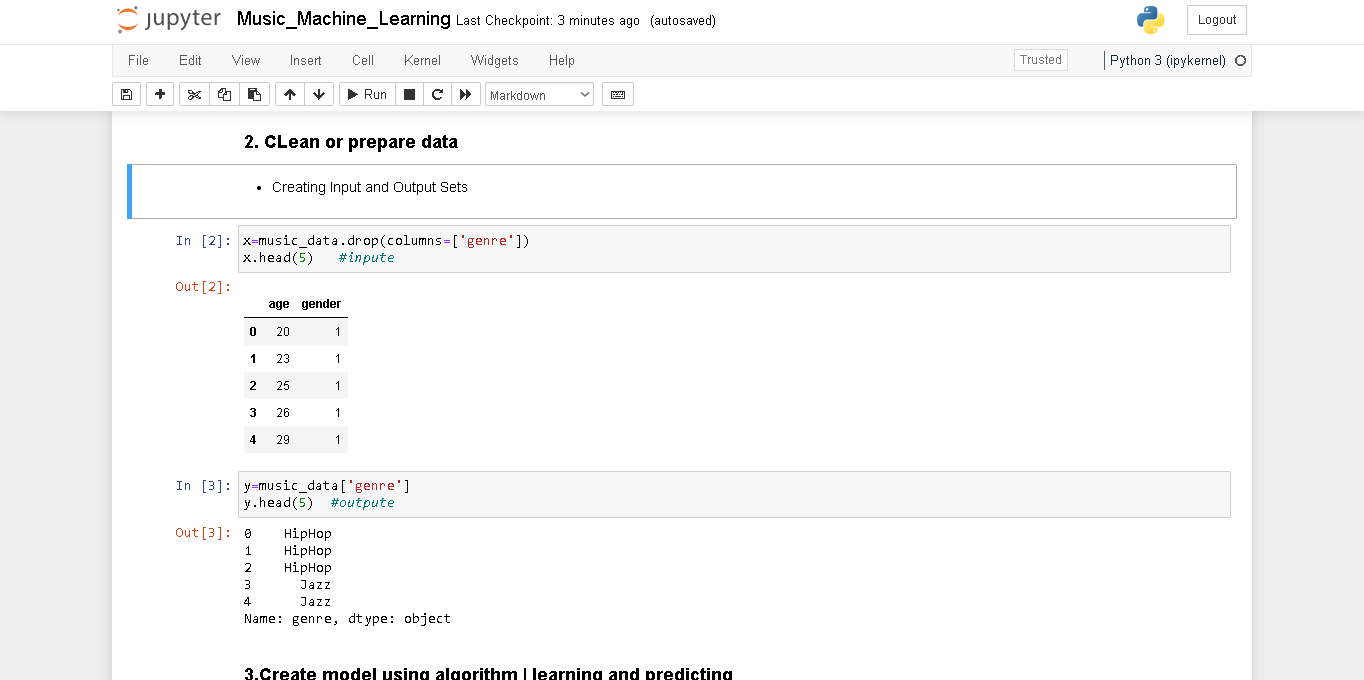 jupyter Music_Machine_Learning Last Checkpoint: 3 minutes ago (autosaved) Logout
File Edit View Insert Cell Kernel Widgets Help Trusted Python 3 (ipykernel)
Run Markdown
2. CLean or prepare data
Creating Input and Output Sets
In [2]: x=music_data.drop(columns=['genre'])
x.head(5) #inpute
Out[2]:
age gender
0 20 1
1 23 1
2 25 1
3 26 1
4 29 1
In [3]: y=music_data['genre']
y.head(5) #outpute
Out[3]: 0 HipHop
1 HipHop
2 HipHop
3 Jazz
4 Jazz
Name: genre, dtype: object
3.Create model using algorithm | learning and predicting